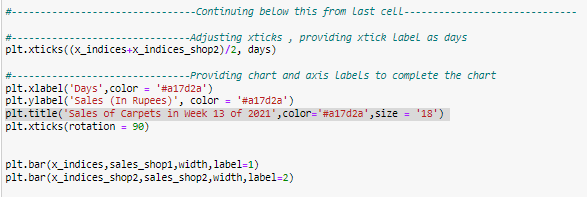 #-----------------------------Continuing below this from last cell----------------------------
#----------------------------Adjusting xticks , providing xtick label as days
plt.xticks((x_indices+x_indices_shop2)/2, days)
#----------------------------Providing chart and axis labels to complete the chart
plt.xlabel('Days',color = '#a17d2a')
plt.ylabel('Sales (In Rupees)', color = '#a17d2a')
plt.title('Sales of Carpets in Week 13 of 2021',color='#a17d2a',size = '18')
plt.xticks(rotation = 90)
plt.bar(x_indices,sales_shop1,width,label=1)
plt.bar(x_indices_shop2,sales_shop2,width,label=2)